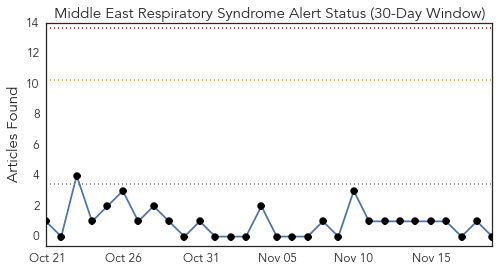 Middle East Respiratory Syndrome Alert Status (30-Day Window)
Articles Found
14
12
10
8
6
4
2
0
Oct 21
Oct 26
Oct 31
Nov 05
Nov 10
Nov 15